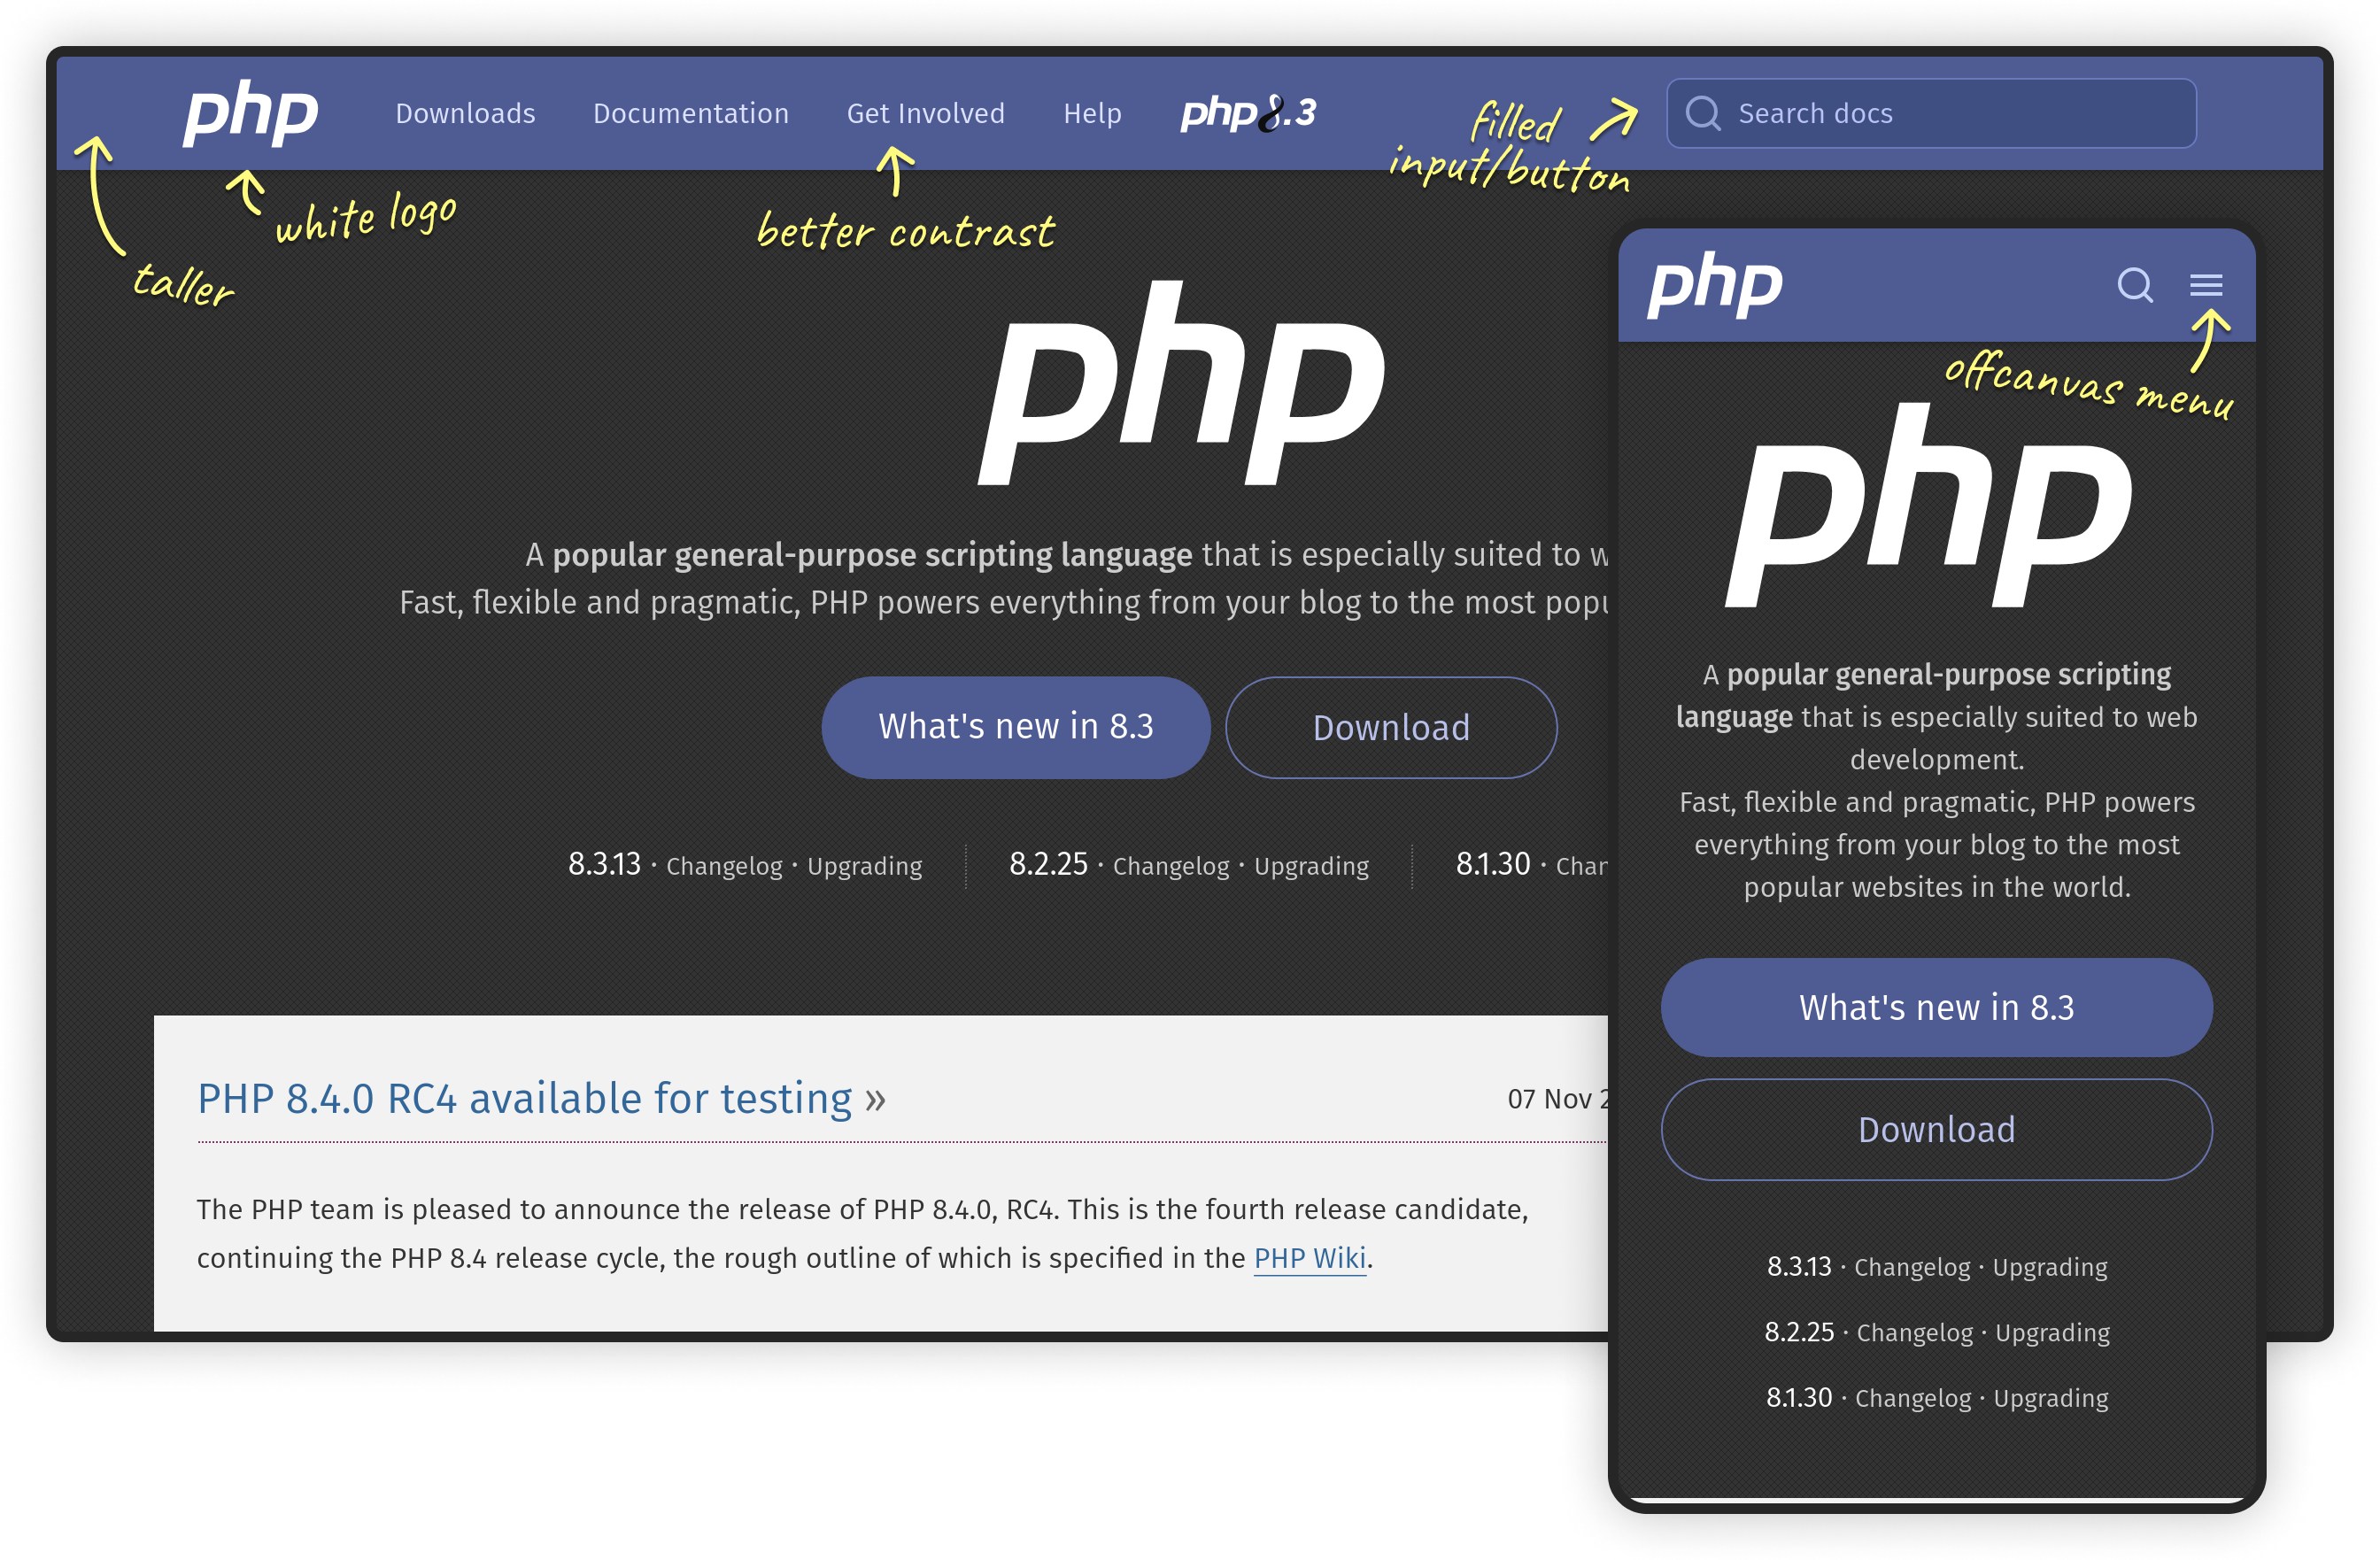 php
Downloads
Documentation
Get Involved
Help
php8.3
Search docs
filled
input/button
white logo
better contrast
taller
php
A popular general-purpose scripting language that is especially suited to w
Fast, flexible and pragmatic, PHP powers everything from your blog to the most popu
What's new in 8.3
Download
8.3.13 · Changelog · Upgrading
8.2.25 · Changelog · Upgrading
8.1.30 · Chan
PHP 8.4.0 RC4 available for testing »
07 Nov 2
The PHP team is pleased to announce the release of PHP 8.4.0, RC4. This is the fourth release candidate,
continuing the PHP 8.4 release cycle, the rough outline of which is specified in the PHP Wiki.
php
offcanvas menu
php
A popular general-purpose scripting
language that is especially suited to web
development.
Fast, flexible and pragmatic, PHP powers
everything from your blog to the most
popular websites in the world.
What's new in 8.3
Download
8.3.13 · Changelog · Upgrading
8.2.25 · Changelog · Upgrading
8.1.30 · Changelog · Upgrading